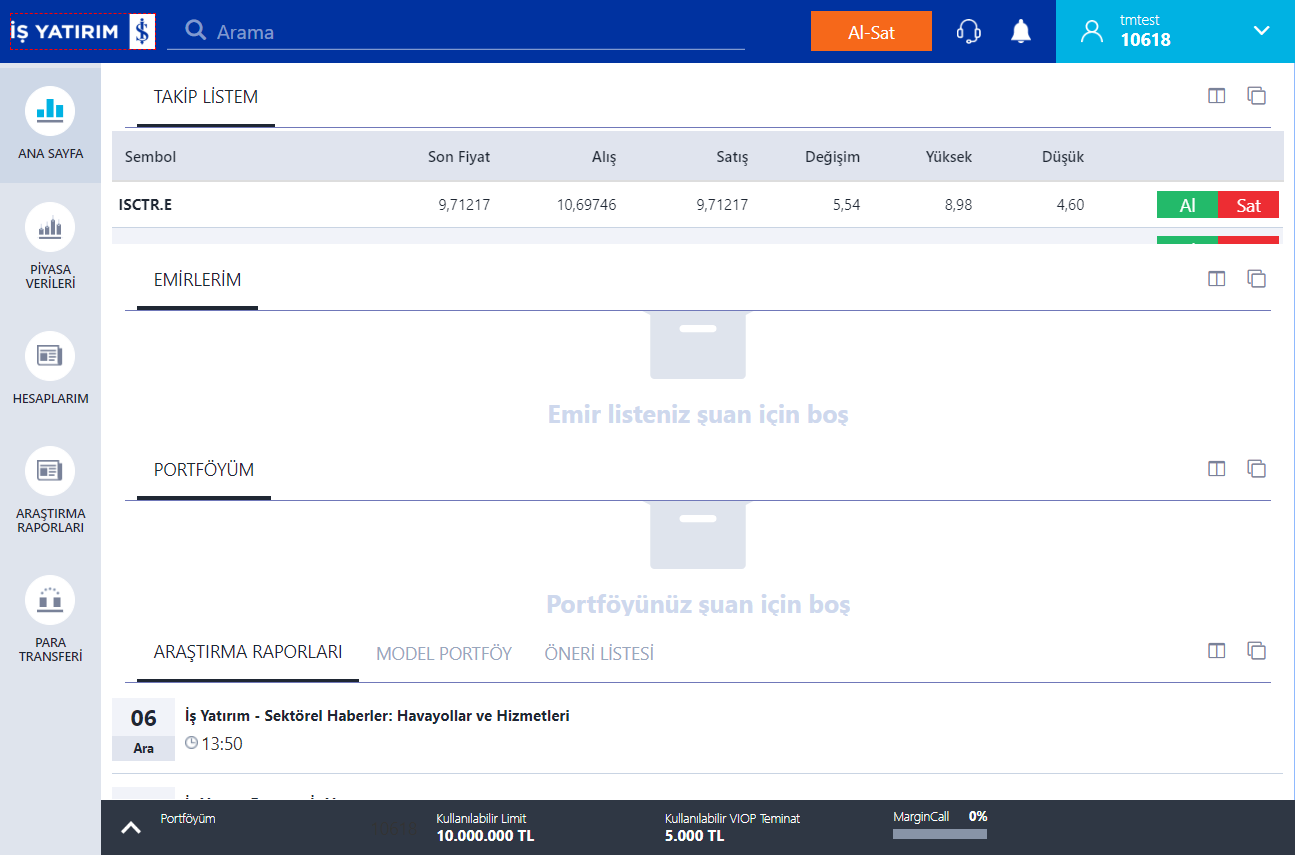 İŞ YATIRIM
Arama
Al-Sat
tmtest
10618
ANA SAYFA
PİYASA
VERİLERİ
HESAPLARIM
ARAŞTIRMA
RAPORLARI
PARA
TRANSFERİ
TAKİP LİSTEM
Sembol Son Fiyat Alış Satış Değişim Yüksek Düşük
ISCTR.E 9,71217 10,69746 9,71217 5,54 8,98 4,60 Al Sat
EMİRLERİM
Emir listeniz şuan için boş
PORTFÖYÜM
Portföyünüz şuan için boş
ARAŞTIRMA RAPORLARI MODEL PORTFÖY ÖNERİ LİSTESİ
06
Ara
İş Yatırım - Sektörel Haberler: Havayollar ve Hizmetleri
13:50
Portföyüm
Kullanılabilir Limit
10.000.000 TL
Kullanılabilir VIOP Teminat
5.000 TL
MarginCall 0%